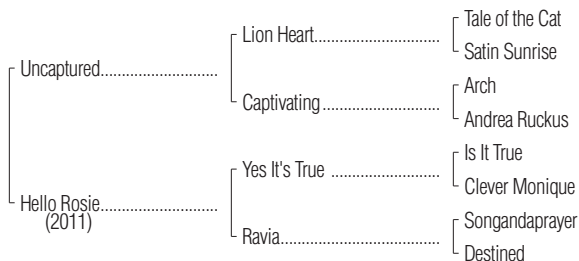 Tale of the Cat
Lion Heart
Satin Sunrise
Uncaptured
Arch
Captivating
Andrea Ruckus
Is It True
Yes It's True
Clever Monique
Hello Rosie
(2011)
Songandaprayer
Ravia
Destined